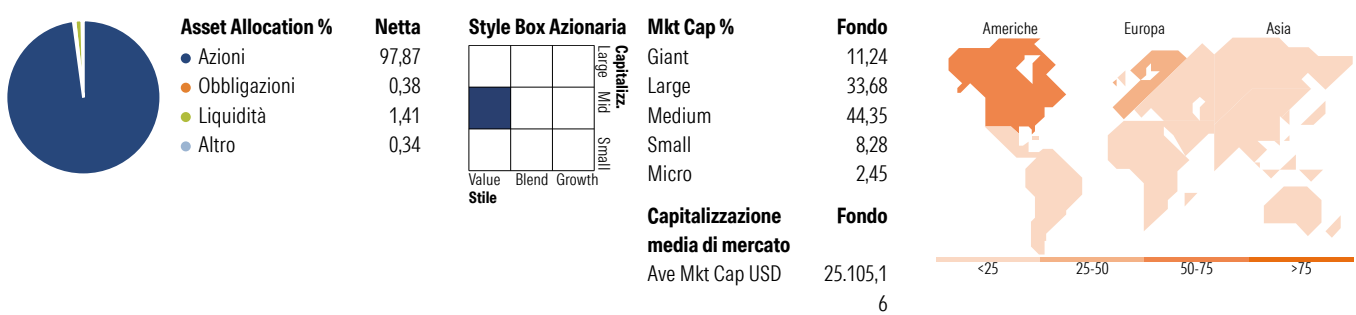 Asset Allocation % Netta
Azioni 97,87
Obbligazioni 0,38
Liquidità 1,41
Altro 0,34
Style Box Azionaria
Capitalizz.
Large Mid Small
Value Blend Growth
Stile
Mkt Cap % Fondo
Giant 11,24
Large 33,68
Medium 44,35
Small 8,28
Micro 2,45
Capitalizzazione Fondo
media di mercato
Ave Mkt Cap USD 25.105,1
6
Americhe Europa Asia
<25 25-50 50-75 >75